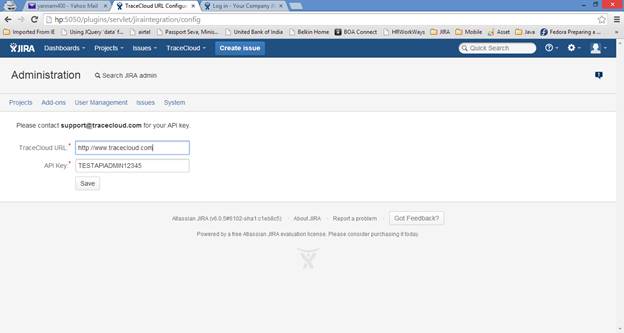 yannam400 - Yahoo Mail
TraceCloud URL Configu
Log in - Your Company JI
hp:5050/plugins/servlet/jiraintegration/config
Imported From IE
Using JQuery 'data' f...
airtel
Passport Seva, Minis...
United Bank of India
Belkin Home
BOA Connect
HRWorkWays
JIRA
Mobile
Asset
Java
Fedora Preparing a ...
JIRA
Dashboards
Projects
Issues
TraceCloud
Create issue
Quick Search
Administration
Search JIRA admin
Projects
Add-ons
User Management
Issues
System
Please contact support@tracecloud.com for your API key.
TraceCloud URL:*
http://www.tracecloud.com
API Key:*
TESTAPIADMIN12345
Save
Atlassian JIRA (v6.0.5#6102-sha1:c1eb8c5) · About JIRA · Report a problem
Got Feedback?
Powered by a free Atlassian JIRA evaluation license. Please consider purchasing it today.